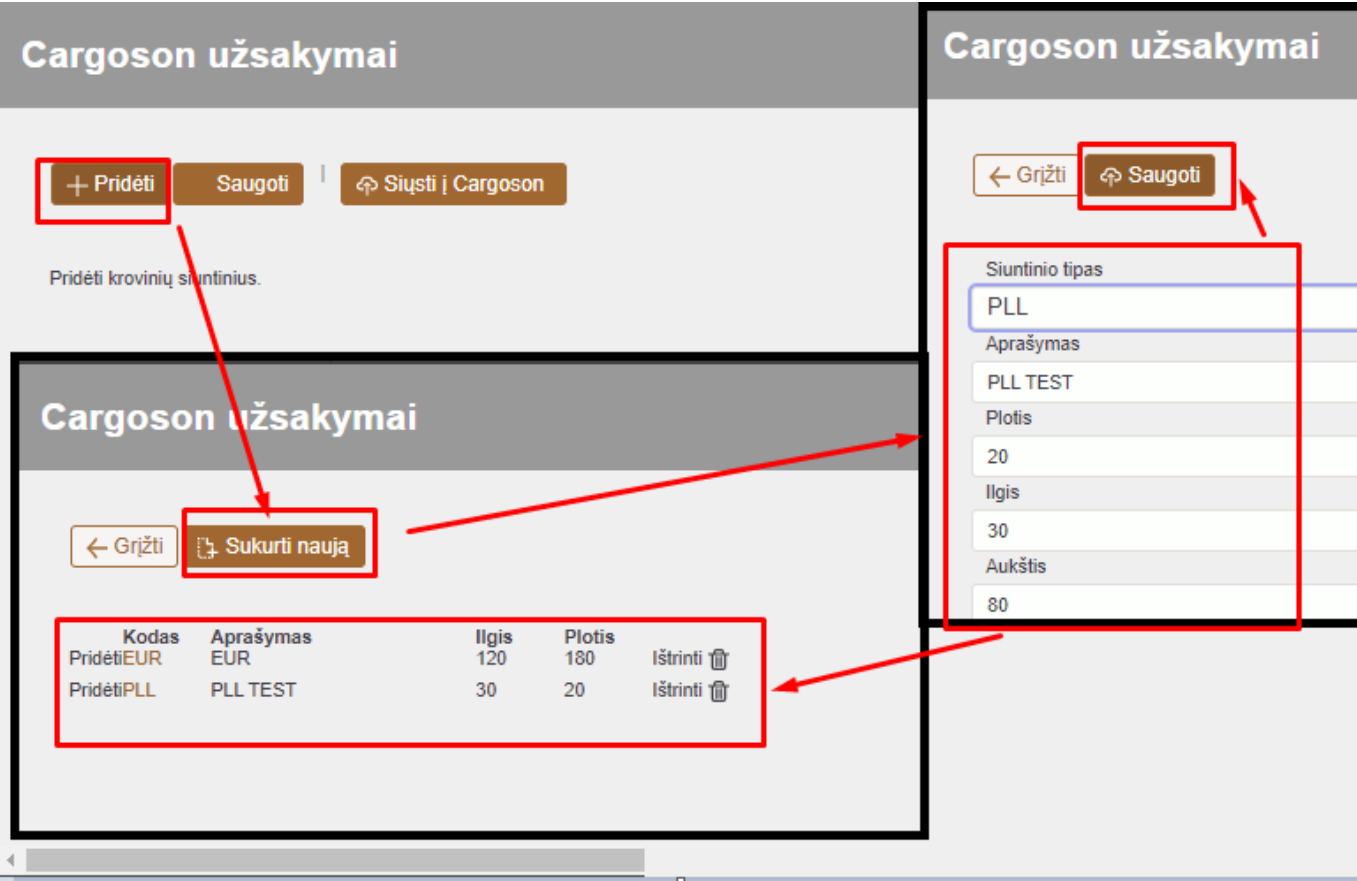 Cargoson užsakymai
Pridėti Saugoti | Siųsti į Cargoson
Pridėti krovinių siuntinius.
Cargoson užsakymai
Grįžti Sukurti naują
Kodas Aprašymas Ilgis Plotis
PridėtiEUR EUR 120 180 Ištrinti
PridėtiPLL PLL TEST 30 20 Ištrinti
Cargoson užsakymai
Grįžti Saugoti
Siuntinio tipas
PLL
Aprašymas
PLL TEST
Plotis
20
Ilgis
30
Aukštis
80